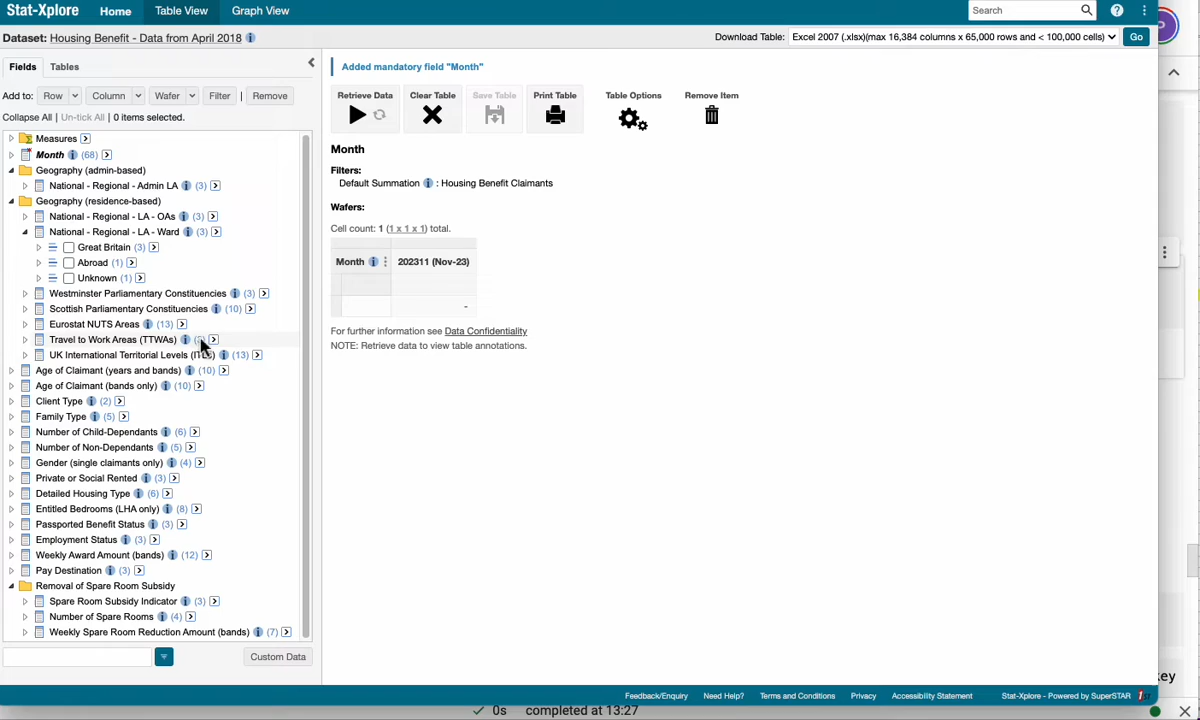 Stat-Xplore Home Table View Graph View Search
Dataset: Housing Benefit - Data from April 2018
Download Table: Excel 2007 (.xlsx)(max 16,384 columns x 65,000 rows and < 100,000 cells) Go
Fields Tables
Add to: Row Column Wafer Filter | Remove
Collapse All | Un-tick All | 0 items selected.
Measures
Month (68)
Geography (admin-based)
National - Regional - Admin LA (3)
Geography (residence-based)
National - Regional - LA - OAs (3)
National - Regional - LA - Ward (3)
Great Britain (3)
Abroad (1)
Unknown (1)
Westminster Parliamentary Constituencies (3)
Scottish Parliamentary Constituencies (10)
Eurostat NUTS Areas (13)
Travel to Work Areas (TTWAs)
UK International Territorial Levels (13)
Age of Claimant (years and bands) (10)
Age of Claimant (bands only) (10)
Client Type (2)
Family Type (5)
Number of Child-Dependants (6)
Number of Non-Dependants (5)
Gender (single claimants only) (4)
Private or Social Rented (3)
Detailed Housing Type (6)
Entitled Bedrooms (LHA only) (8)
Passported Benefit Status (3)
Employment Status (3)
Weekly Award Amount (bands) (12)
Pay Destination (3)
Removal of Spare Room Subsidy
Spare Room Subsidy Indicator (3)
Number of Spare Rooms (4)
Weekly Spare Room Reduction Amount (bands) (7)
Custom Data
Added mandatory field "Month"
Retrieve Data Clear Table Save Table Print Table Table Options Remove Item
Month
Filters:
Default Summation : Housing Benefit Claimants
Wafers:
Cell count: 1 (1 x 1 x 1) total.
Month 202311 (Nov-23)
-
For further information see Data Confidentiality
NOTE: Retrieve data to view table annotations.
Feedback/Enquiry Need Help? Terms and Conditions Privacy Accessibility Statement Stat-Xplore - Powered by SuperSTAR
key
0s completed at 13:27